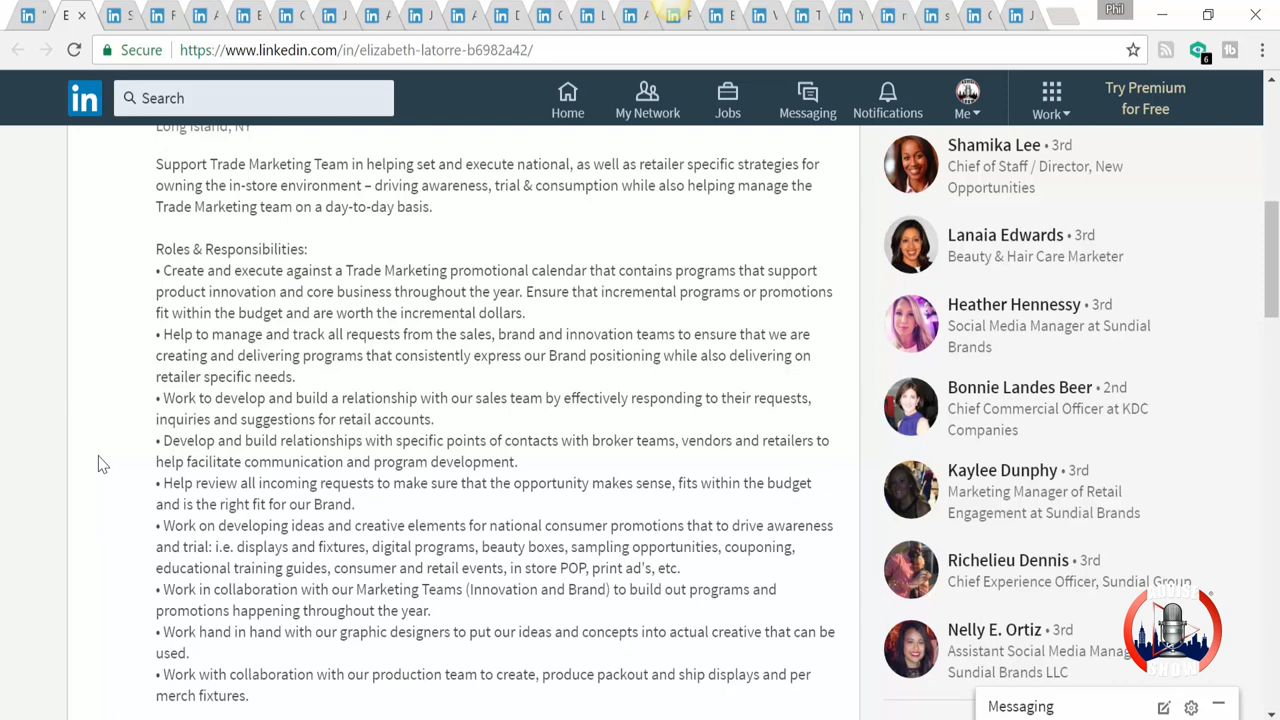 "
E
S
F
A
E
C
J
A
J
A
D
C
L
A
F
E
V
T
Y
r
s
C
J
Phil
Secure
https://www.linkedin.com/in/elizabeth-latorre-b6982a42/
6
tb
in
Search
Home
My Network
Jobs
Messaging
Notifications
Me
Work
Try Premium
for Free
Long Island, NY
Support Trade Marketing Team in helping set and execute national, as well as retailer specific strategies for
owning the in-store environment – driving awareness, trial & consumption while also helping manage the
Trade Marketing team on a day-to-day basis.
Roles & Responsibilities:
• Create and execute against a Trade Marketing promotional calendar that contains programs that support
product innovation and core business throughout the year. Ensure that incremental programs or promotions
fit within the budget and are worth the incremental dollars.
• Help to manage and track all requests from the sales, brand and innovation teams to ensure that we are
creating and delivering programs that consistently express our Brand positioning while also delivering on
retailer specific needs.
• Work to develop and build a relationship with our sales team by effectively responding to their requests,
inquiries and suggestions for retail accounts.
• Develop and build relationships with specific points of contacts with broker teams, vendors and retailers to
help facilitate communication and program development.
• Help review all incoming requests to make sure that the opportunity makes sense, fits within the budget
and is the right fit for our Brand.
• Work on developing ideas and creative elements for national consumer promotions that to drive awareness
and trial: i.e. displays and fixtures, digital programs, beauty boxes, sampling opportunities, couponing,
educational training guides, consumer and retail events, in store POP, print ad's, etc.
• Work in collaboration with our Marketing Teams (Innovation and Brand) to build out programs and
promotions happening throughout the year.
• Work hand in hand with our graphic designers to put our ideas and concepts into actual creative that can be
used.
• Work with collaboration with our production team to create, produce packout and ship displays and per
merch fixtures.
Shamika Lee • 3rd
Chief of Staff / Director, New
Opportunities
Lanaia Edwards • 3rd
Beauty & Hair Care Marketer
Heather Hennessy • 3rd
Social Media Manager at Sundial
Brands
Bonnie Landes Beer • 2nd
Chief Commercial Officer at KDC
Companies
Kaylee Dunphy • 3rd
Marketing Manager of Retail
Engagement at Sundial Brands
Richelieu Dennis • 3rd
Chief Experience Officer, Sundial Group
Nelly E. Ortiz • 3rd
Assistant Social Media Manag
Sundial Brands LLC
ADVISE
SHOW
Messaging